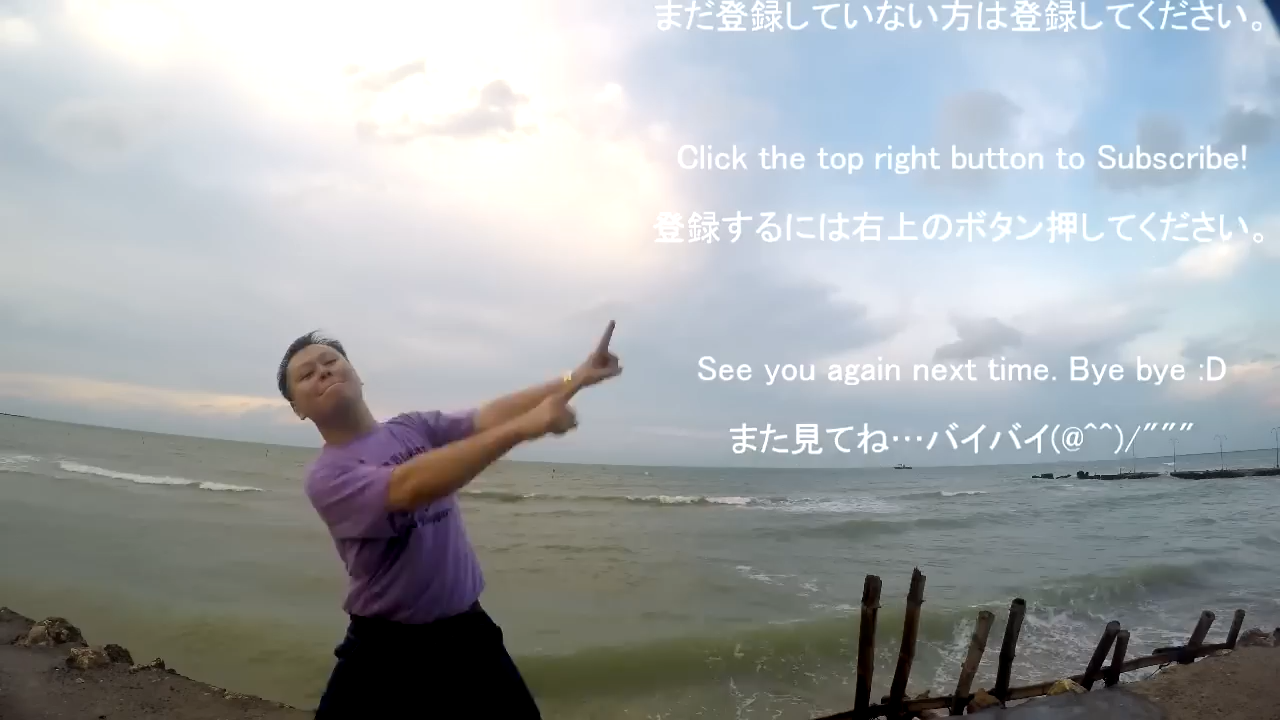 まだ登録していない方は登録してください。
Click the top right button to Subscribe!
登録するには右上のボタン押してください。
See you again next time. Bye bye :D
また見てね…バイバイ(@^^)/"""